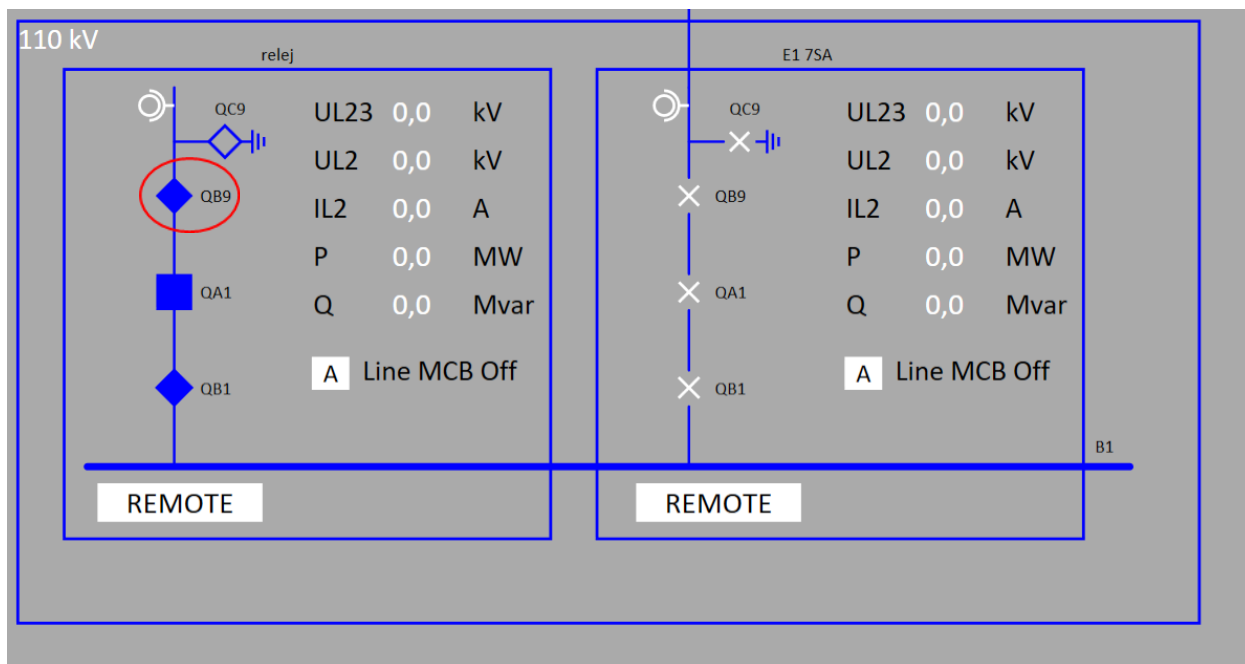 110 kV
relej
QC9
UL23 0,0 kV
UL2 0,0 kV
QB9
IL2 0,0 A
P 0,0 MW
QA1
Q 0,0 Mvar
A Line MCB Off
QB1
REMOTE
E1 7SA
QC9
UL23 0,0 kV
UL2 0,0 kV
QB9
IL2 0,0 A
P 0,0 MW
QA1
Q 0,0 Mvar
A Line MCB Off
QB1
REMOTE
B1